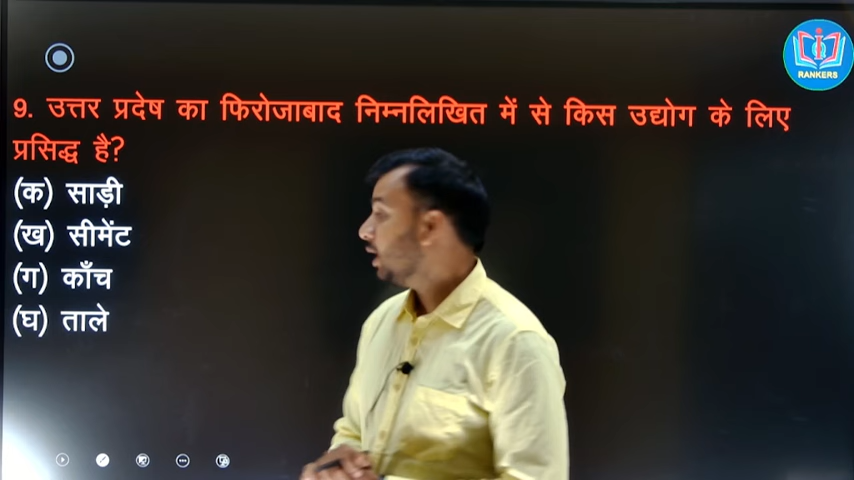 RANKERS
9. उत्तर प्रदेष का फिरोजाबाद निम्नलिखित में से किस उद्योग के लिए
प्रसिद्ध है?
(क) साड़ी
(ख) सीमेंट
(ग) काँच
(घ) ताले